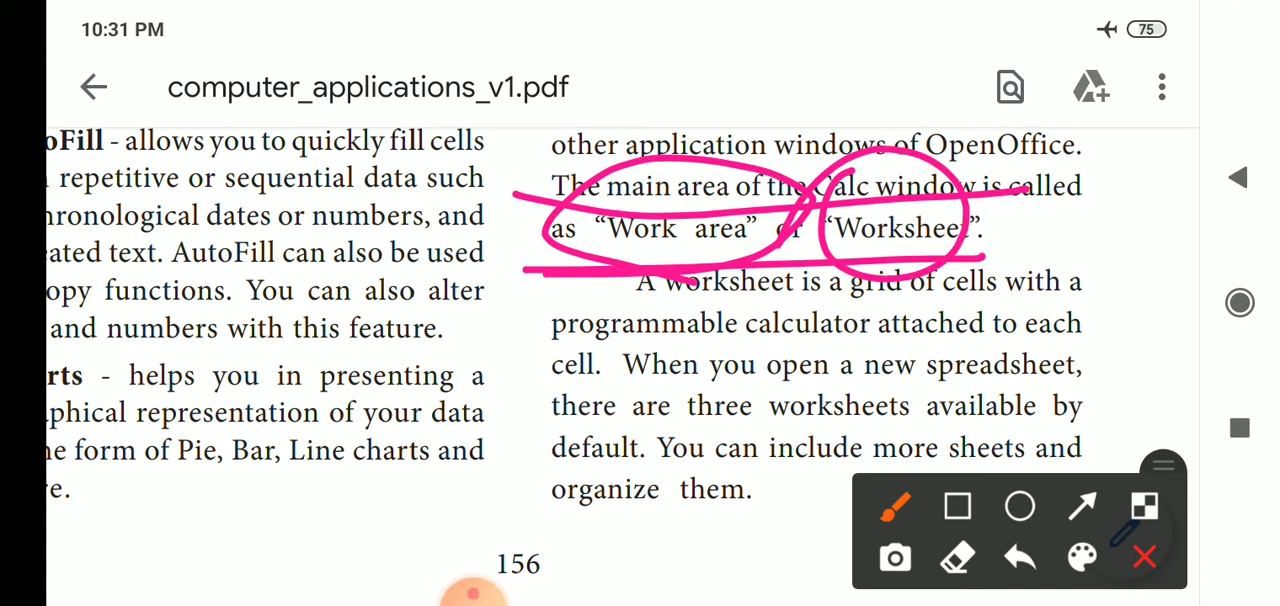 10:31 PM
75
computer_applications_v1.pdf
oFill - allows you to quickly fill cells
repetitive or sequential data such
hronological dates or numbers, and
eated text. AutoFill can also be used
opy functions. You can also alter
and numbers with this feature.
rts - helps you in presenting a
aphical representation of your data
he form of Pie, Bar, Line charts and
re.
other application windows of OpenOffice.
The main area of the Calc window is called
as “Work area” or “Worksheet”.
A worksheet is a grid of cells with a
programmable calculator attached to each
cell. When you open a new spreadsheet,
there are three worksheets available by
default. You can include more sheets and
organize them.
156